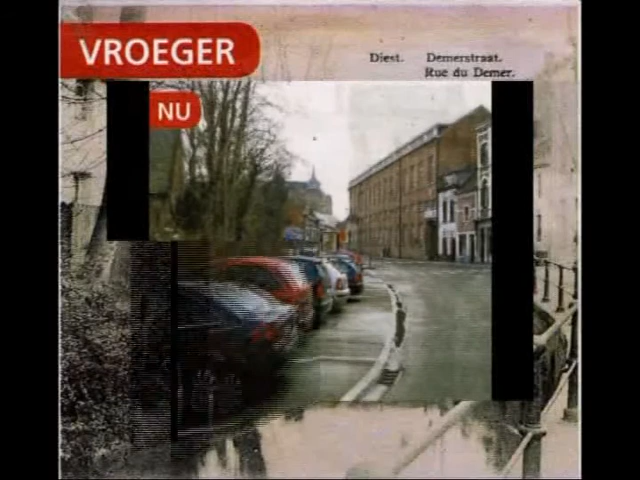 VROEGER
Diest. Demerstraat.
Rue du Demer.
NU